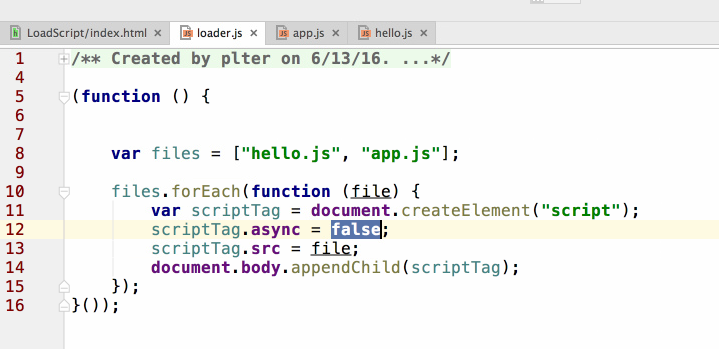 LoadScript/index.html × loader.js × app.js × hello.js ×
1 /** Created by plter on 6/13/16. ...*/
4
5 (function () {
6
7
8 var files = ["hello.js", "app.js"];
9
10 files.forEach(function (file) {
11 var scriptTag = document.createElement("script");
12 scriptTag.async = false;
13 scriptTag.src = file;
14 document.body.appendChild(scriptTag);
15 });
16 }());